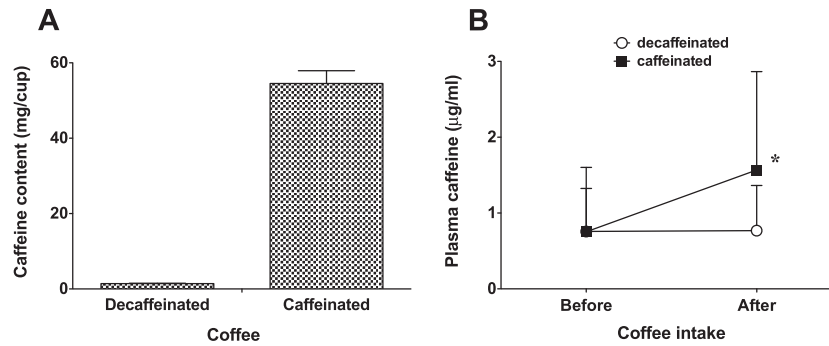 A
Caffeine content (mg/cup)
60
40
20
0
Decaffeinated Caffeinated
Coffee
B
decaffeinated
caffeinated
Plasma caffeine (μg/ml)
3
2
1
0
*
Before After
Coffee intake